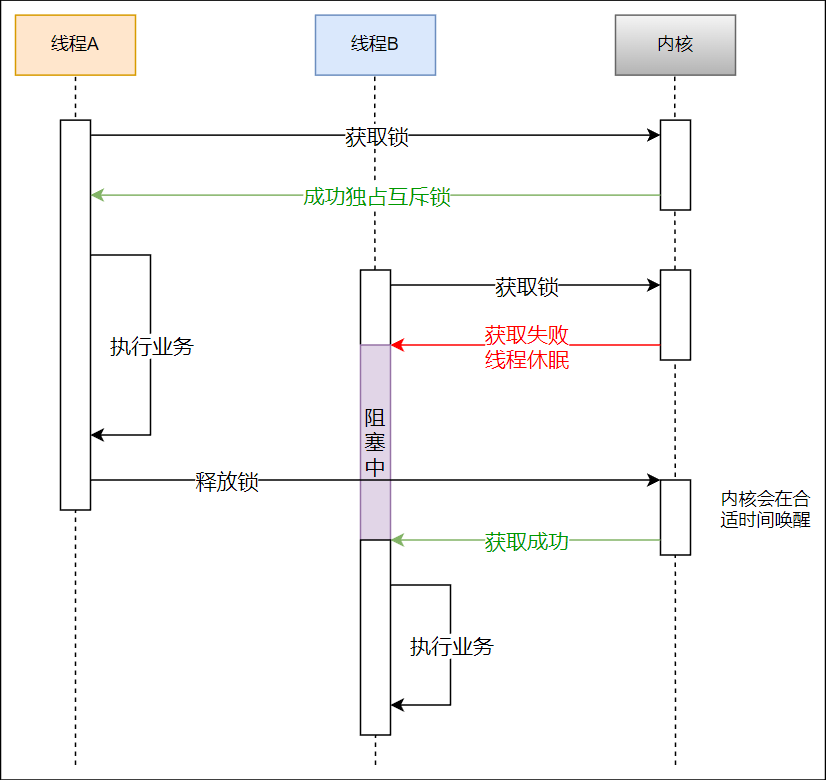 线程A
线程B
内核
获取锁
成功独占互斥锁
获取锁
获取失败
线程休眠
执行业务
阻
塞
中
释放锁
内核会在合
适时间唤醒
获取成功
执行业务